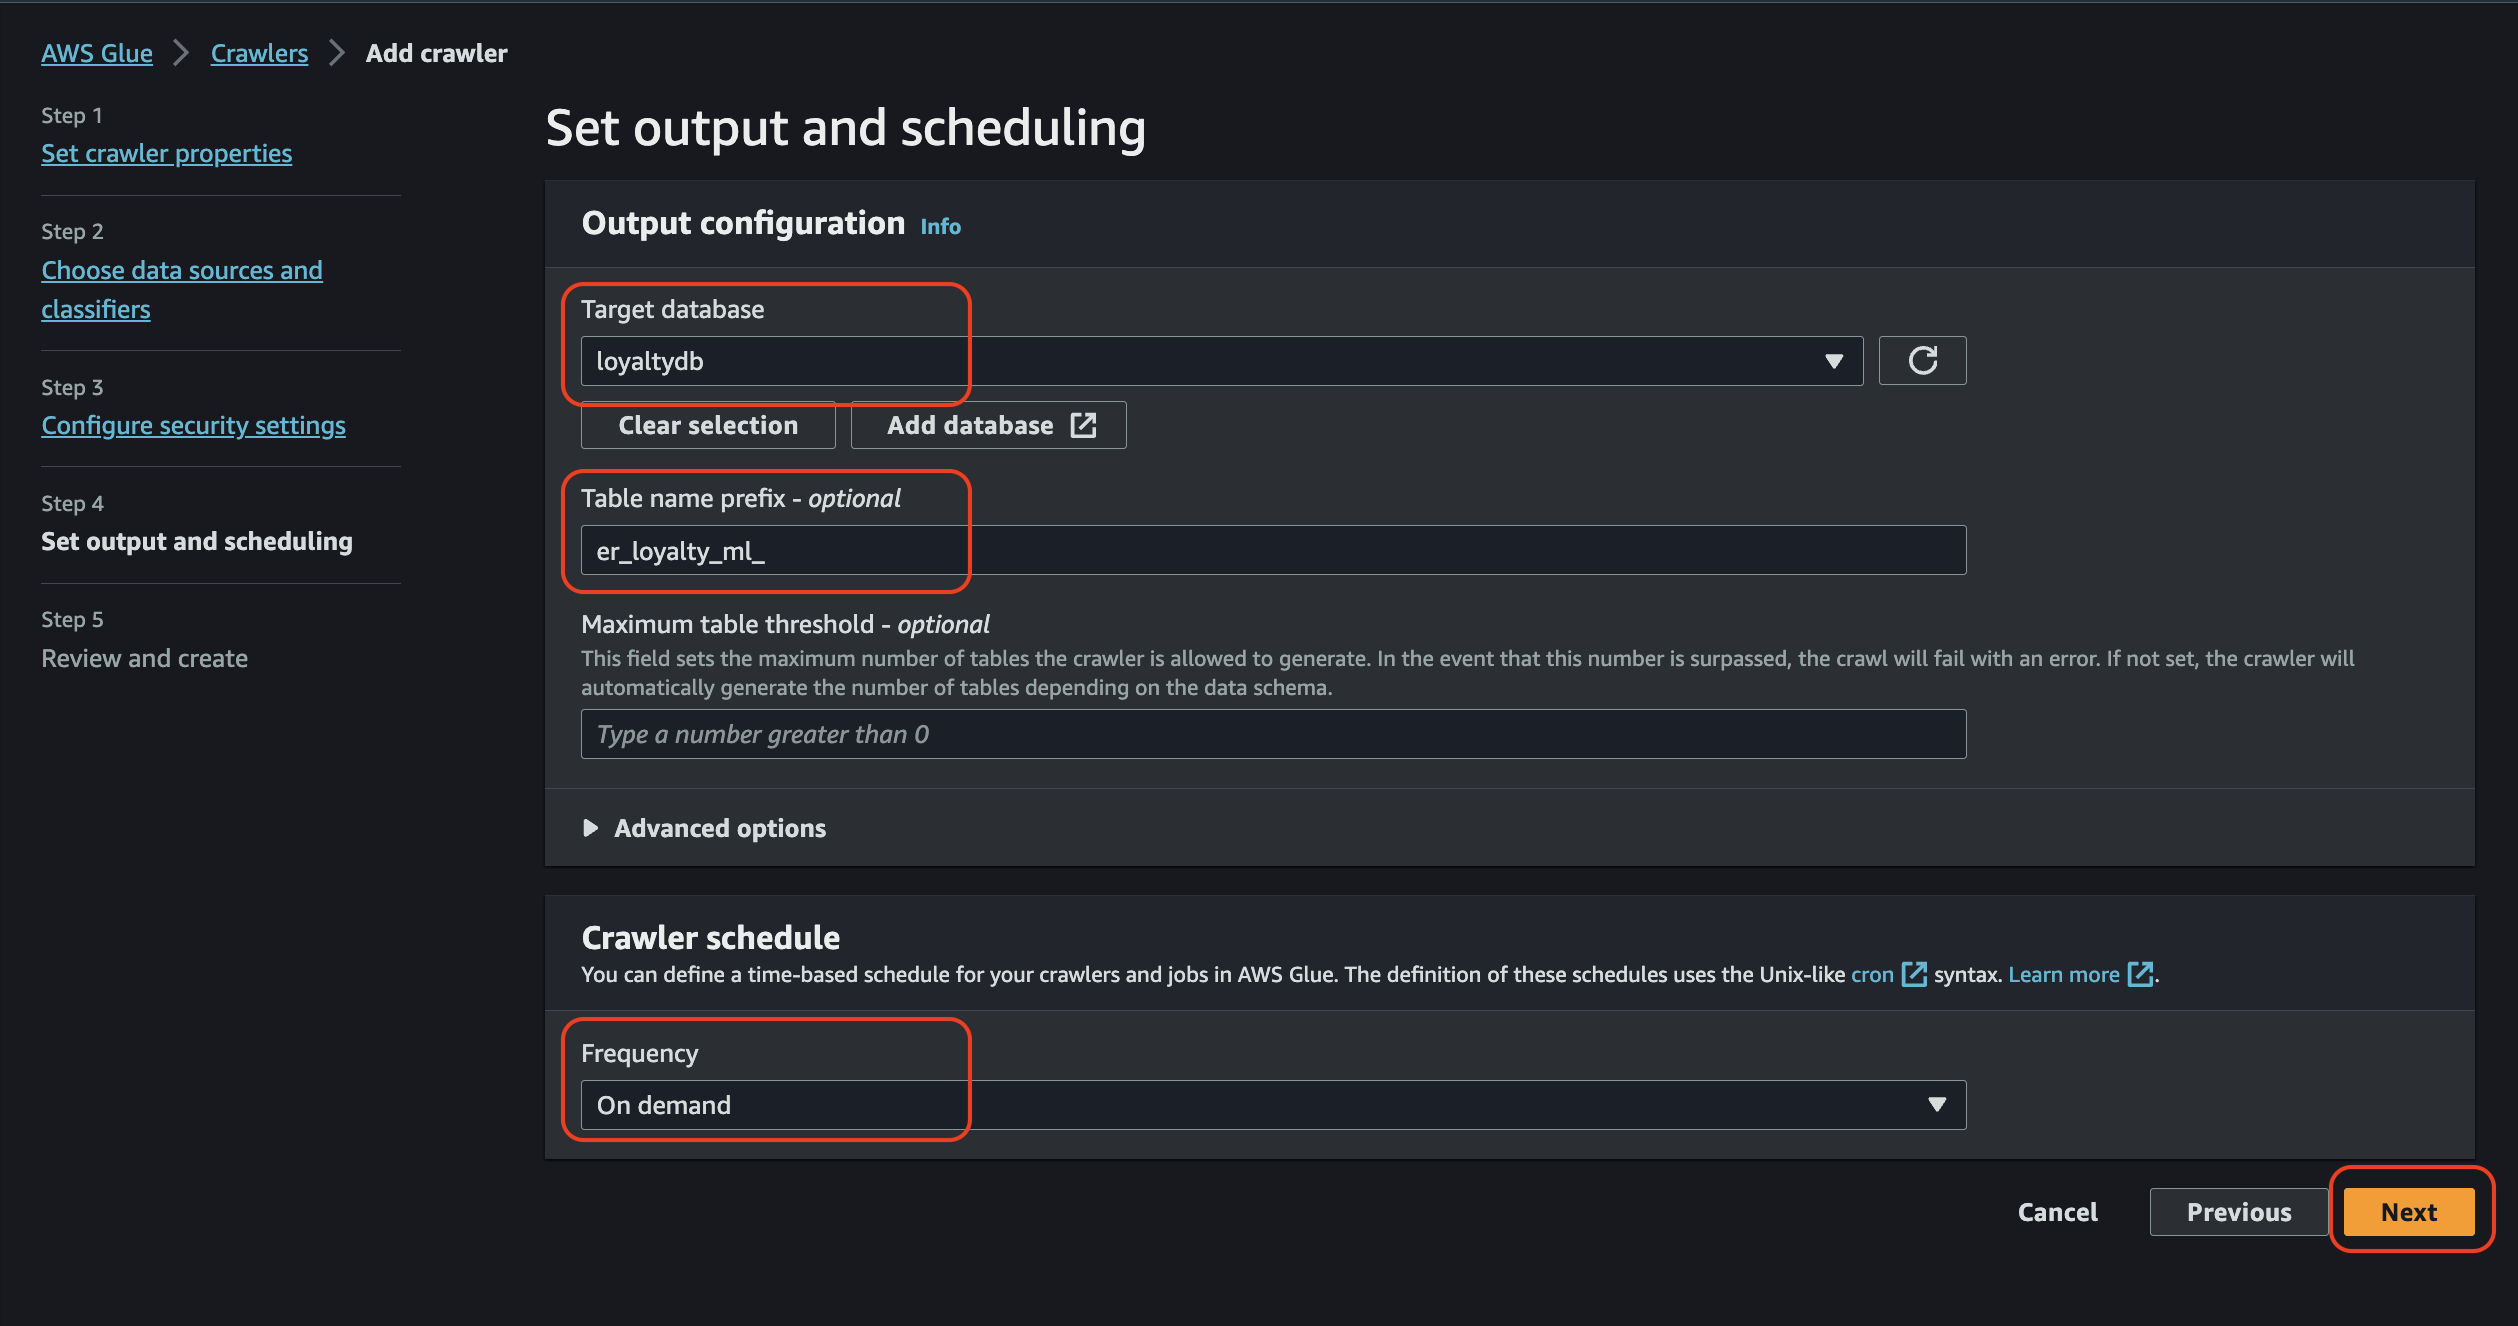 AWS Glue > Crawlers > Add crawler
Step 1
Set crawler properties
Step 2
Choose data sources and
classifiers
Step 3
Configure security settings
Step 4
Set output and scheduling
Step 5
Review and create
Set output and scheduling
Output configuration Info
Target database
loyaltydb
Clear selection Add database
Table name prefix - optional
er_loyalty_ml_
Maximum table threshold - optional
This field sets the maximum number of tables the crawler is allowed to generate. In the event that this number is surpassed, the crawl will fail with an error. If not set, the crawler will
automatically generate the number of tables depending on the data schema.
Type a number greater than 0
Advanced options
Crawler schedule
You can define a time-based schedule for your crawlers and jobs in AWS Glue. The definition of these schedules uses the Unix-like cron syntax. Learn more.
Frequency
On demand
Cancel Previous Next